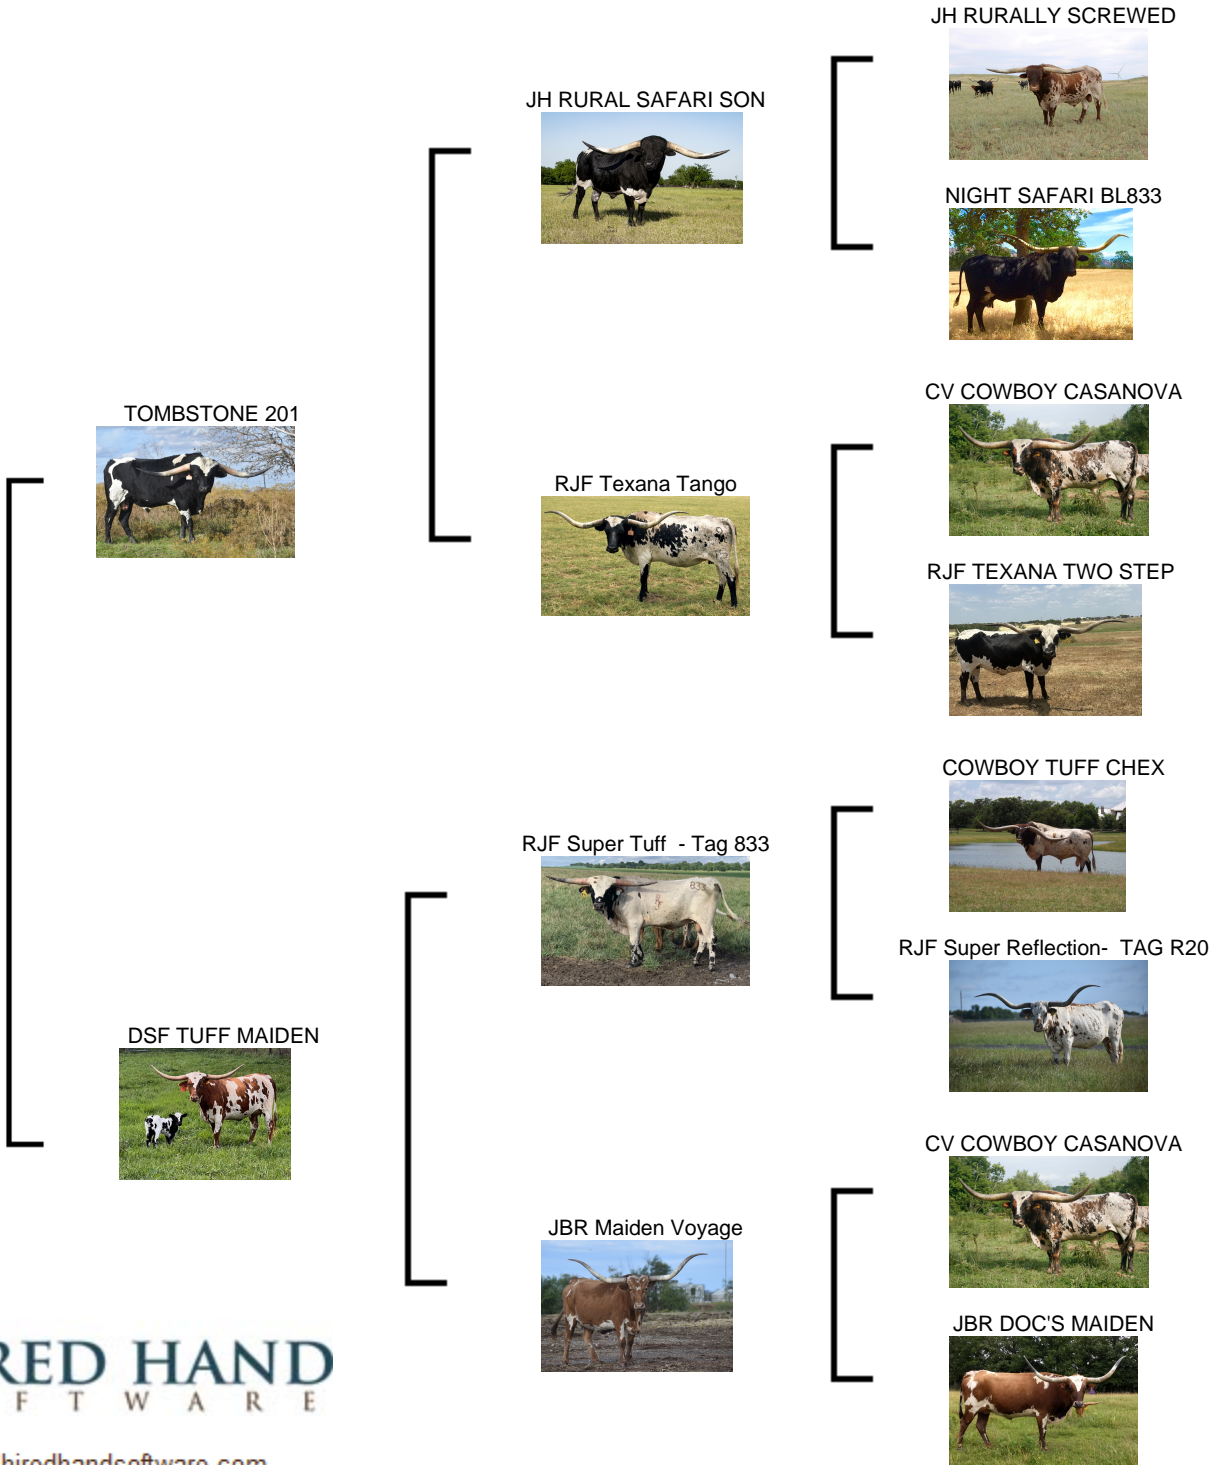 JH RURALLY SCREWED
JH RURAL SAFARI SON
NIGHT SAFARI BL833
TOMBSTONE 201
CV COWBOY CASANOVA
RJF Texana Tango
RJF TEXANA TWO STEP
COWBOY TUFF CHEX
RJF Super Tuff - Tag 833
RJF Super Reflection- TAG R20
DSF TUFF MAIDEN
CV COWBOY CASANOVA
JBR Maiden Voyage
JBR DOC'S MAIDEN
RED HAND
F T W A R E
hiredhandsoftware.com